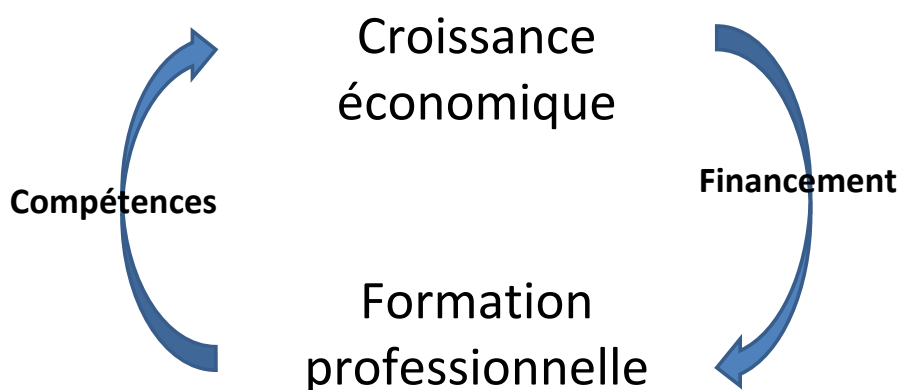 Croissance
économique
Financement
Compétences
Formation
professionnelle